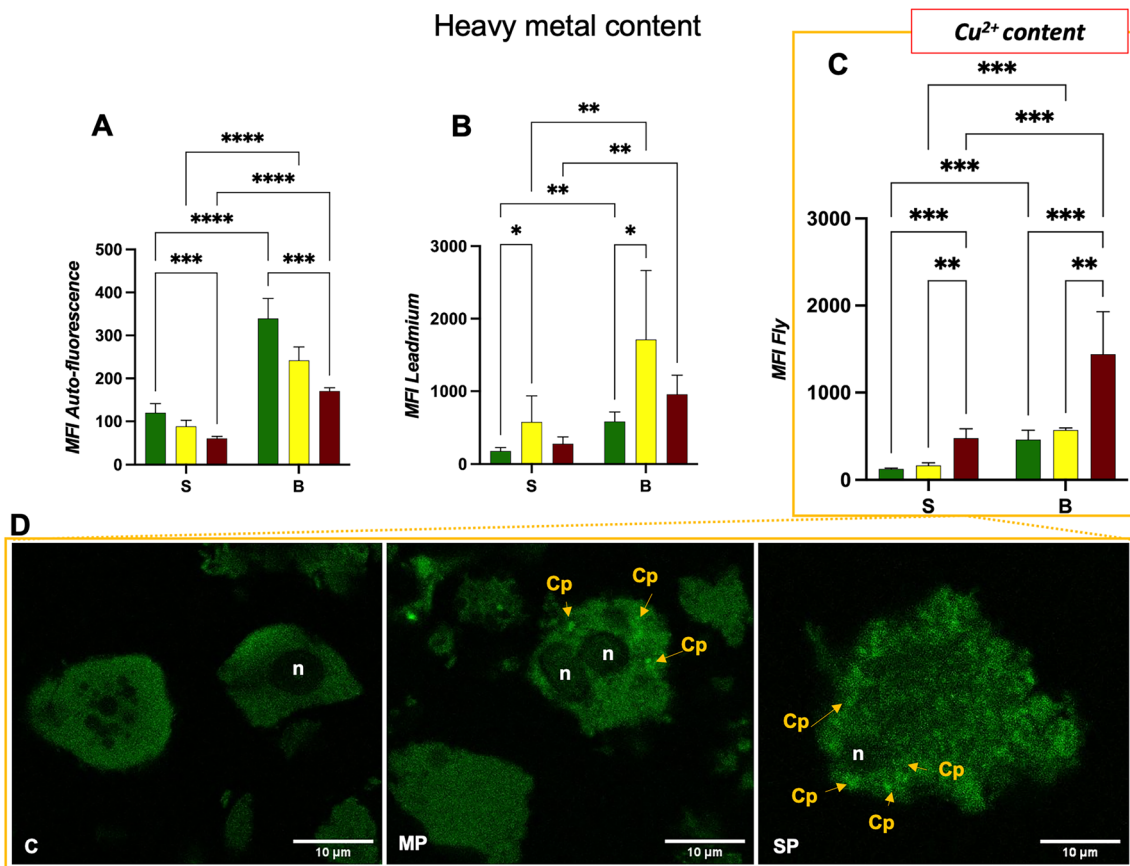 Heavy metal content
Cu²⁺ content
A
****
****
****
***
***
MFI Auto-fluorescence
500
400
300
200
100
0
S
B
B
**
**
**
*
*
MFI Leadmium
3000
2000
1000
0
S
B
C
***
***
***
***
***
**
**
MFI Fly
3000
2000
1000
0
S
B
D
n
C
10 µm
Cp
Cp
Cp
n
n
MP
10 µm
Cp
n
Cp
Cp
Cp
SP
10 µm